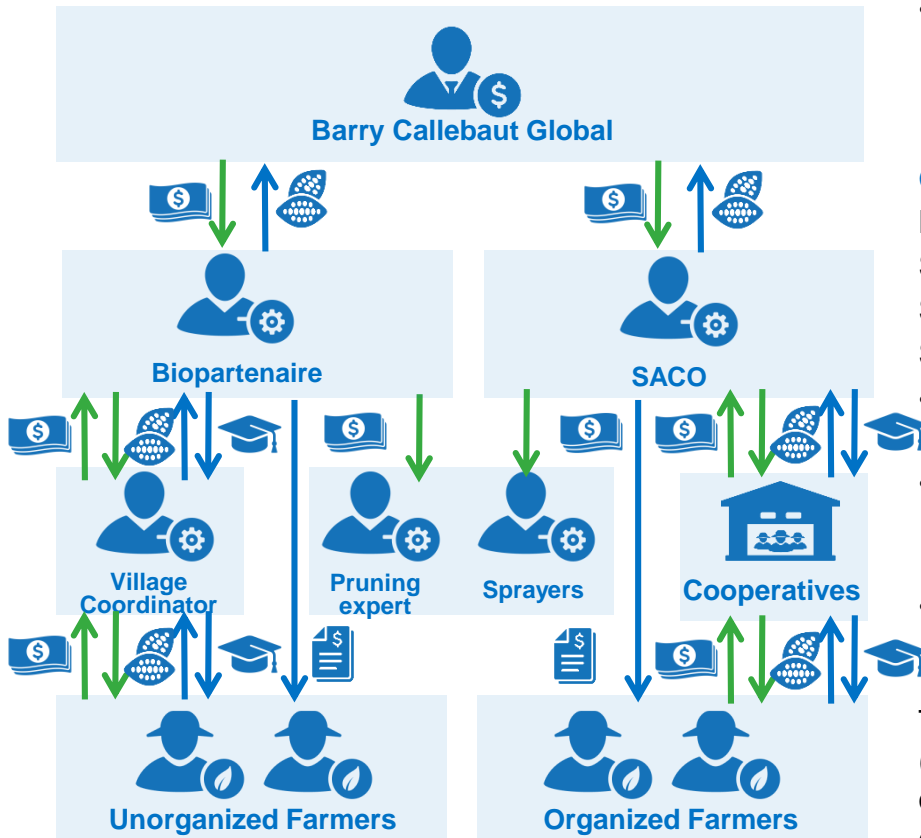 Barry Callebaut Global
$
$
$
Biopartenaire
SACO
$
$
$
$
Village
Coordinator
Pruning
expert
Sprayers
Cooperatives
$
$
$
$
Unorganized Farmers
Organized Farmers